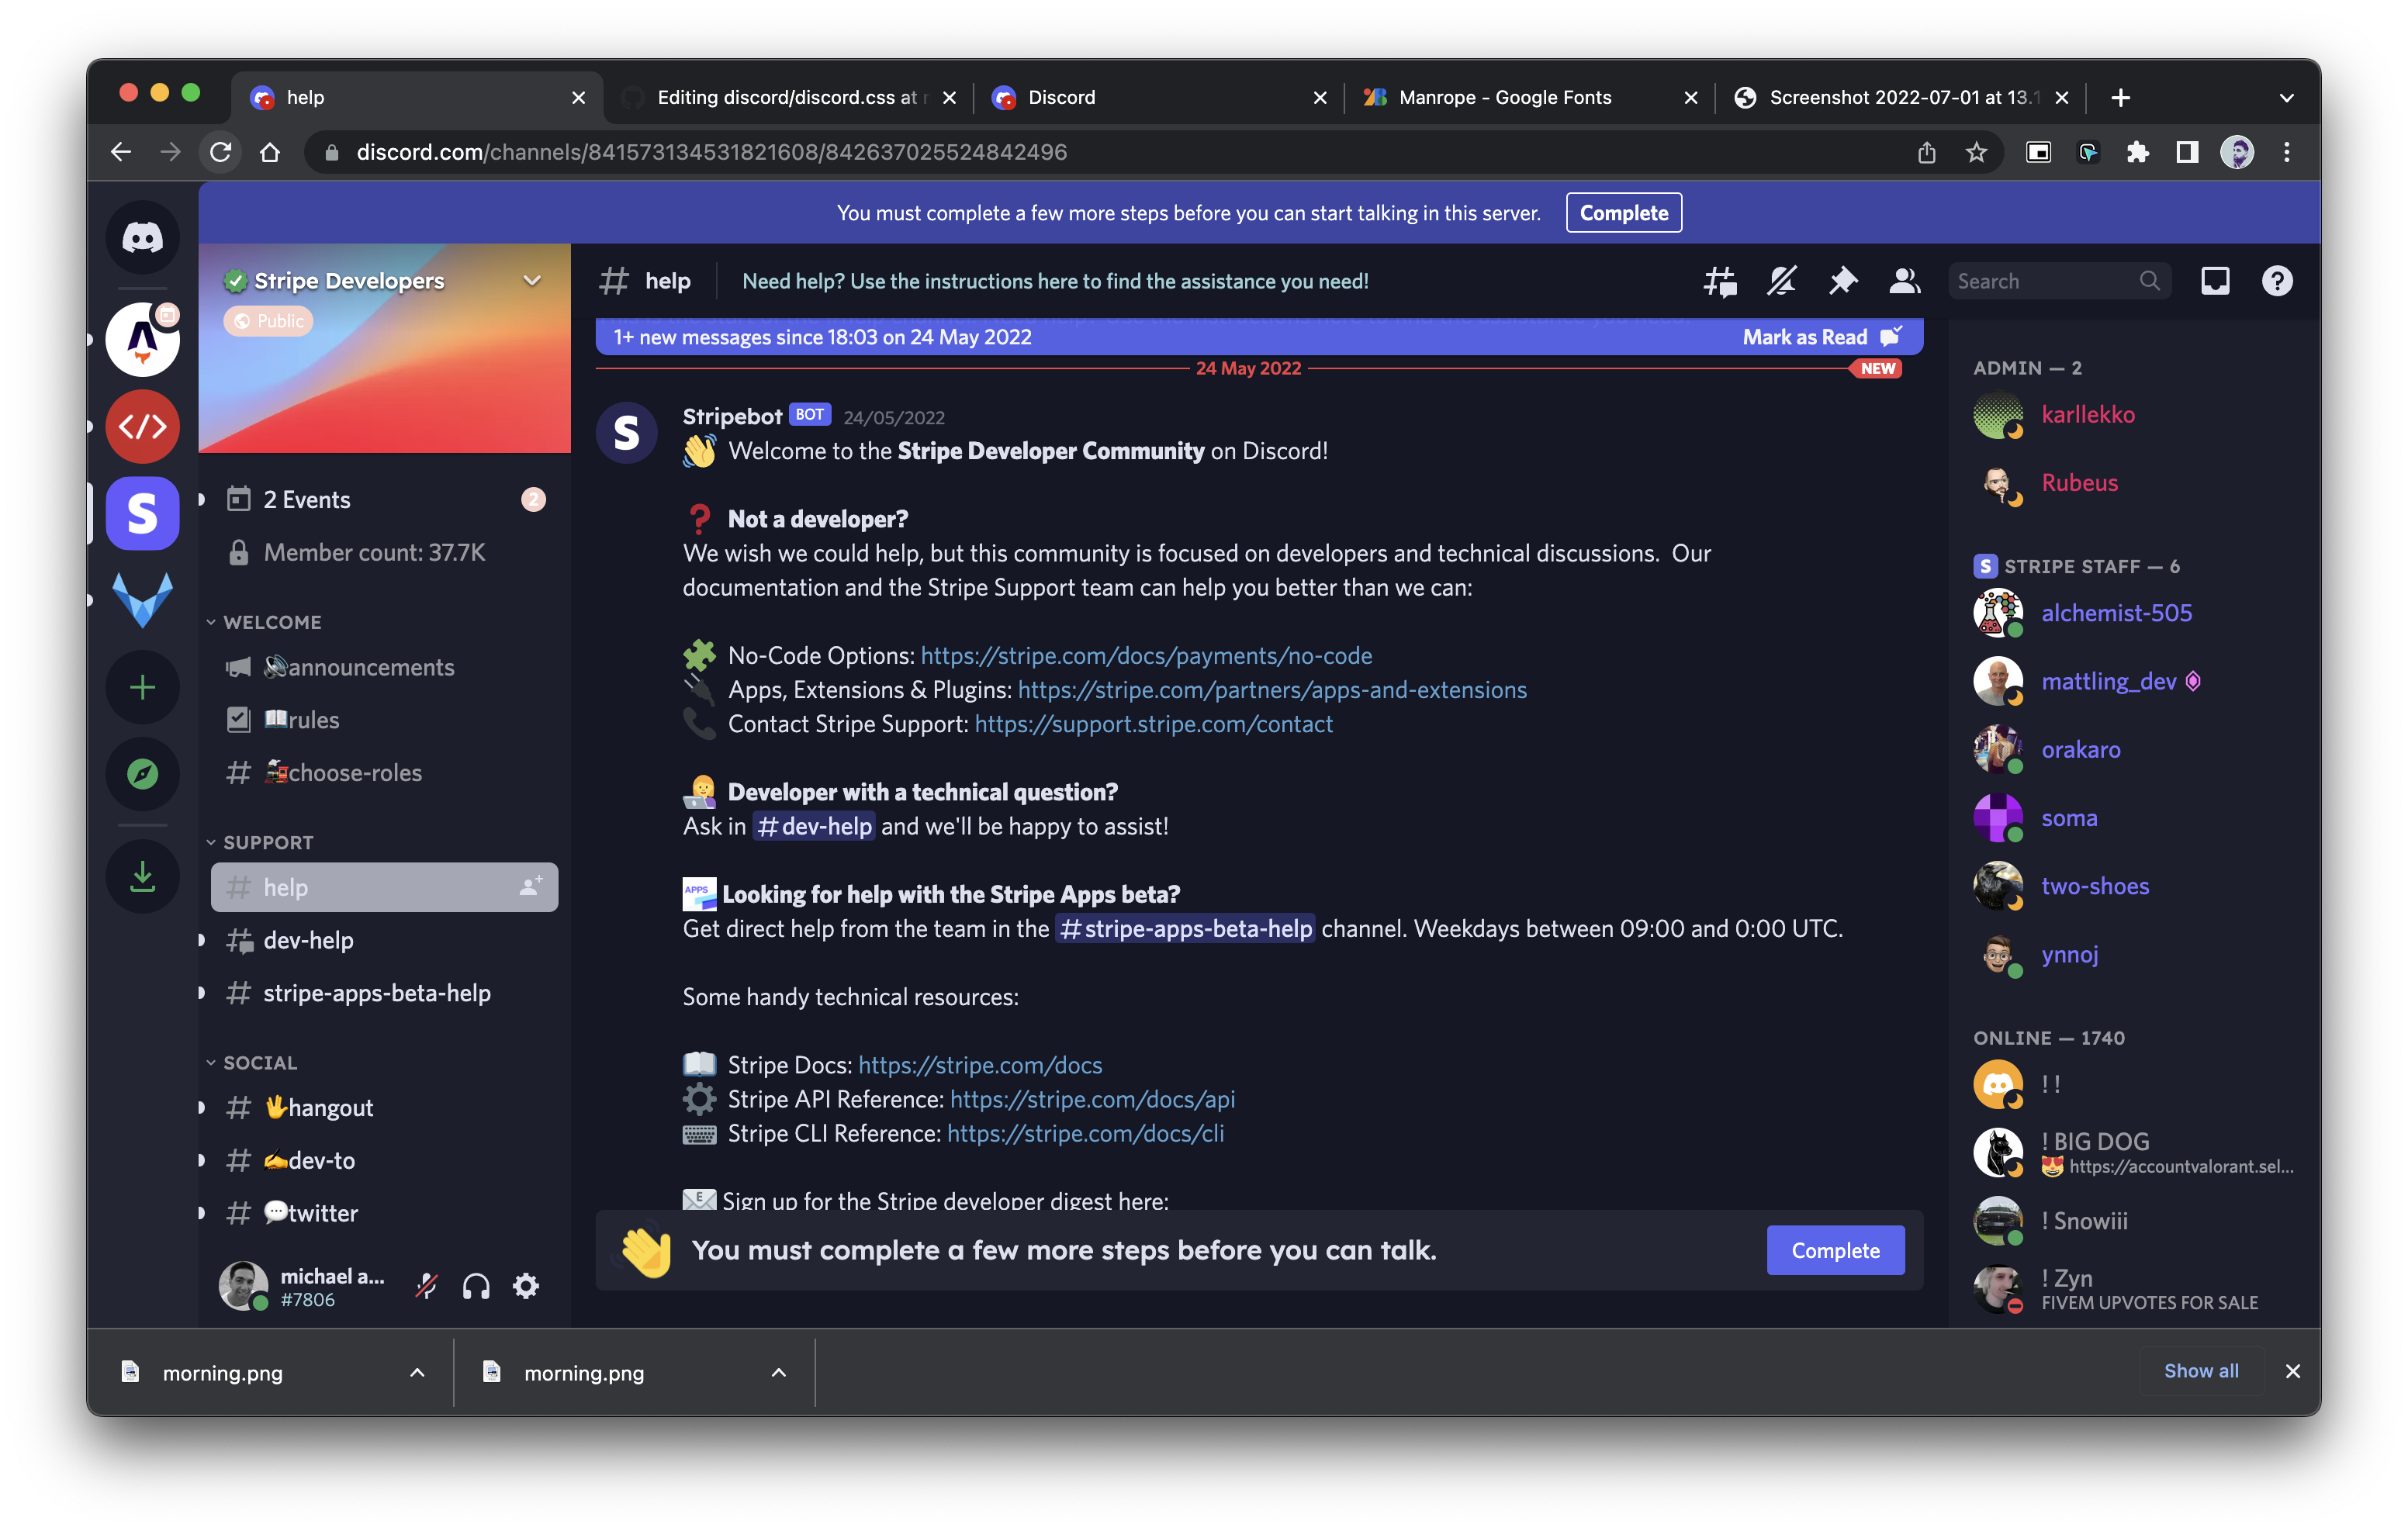 help
Editing discord/discord.css at
Discord
Manrope - Google Fonts
Screenshot 2022-07-01 at 13.1
discord.com/channels/841573134531821608/842637025524842496
You must complete a few more steps before you can start talking in this server.
Complete
Stripe Developers
Public
2 Events
2
Member count: 37.7K
WELCOME
announcements
rules
choose-roles
SUPPORT
help
dev-help
stripe-apps-beta-help
SOCIAL
hangout
dev-to
twitter
michael a...
#7806
help
Need help? Use the instructions here to find the assistance you need!
Search
1+ new messages since 18:03 on 24 May 2022
Mark as Read
24 May 2022
NEW
S
Stripebot BOT 24/05/2022
Welcome to the Stripe Developer Community on Discord!
Not a developer?
We wish we could help, but this community is focused on developers and technical discussions. Our
documentation and the Stripe Support team can help you better than we can:
No-Code Options: https://stripe.com/docs/payments/no-code
Apps, Extensions & Plugins: https://stripe.com/partners/apps-and-extensions
Contact Stripe Support: https://support.stripe.com/contact
Developer with a technical question?
Ask in #dev-help and we'll be happy to assist!
APPS
Looking for help with the Stripe Apps beta?
Get direct help from the team in the #stripe-apps-beta-help channel. Weekdays between 09:00 and 0:00 UTC.
Some handy technical resources:
Stripe Docs: https://stripe.com/docs
Stripe API Reference: https://stripe.com/docs/api
Stripe CLI Reference: https://stripe.com/docs/cli
Sign up for the Stripe developer digest here:
You must complete a few more steps before you can talk.
Complete
ADMIN — 2
karllekko
Rubeus
S STRIPE STAFF — 6
alchemist-505
mattling_dev
orakaro
soma
two-shoes
ynnoj
ONLINE — 1740
! !
! BIG DOG
https://accountvalorant.sel...
! Snowiii
! Zyn
FIVEM UPVOTES FOR SALE
S
morning.png
morning.png
Show all